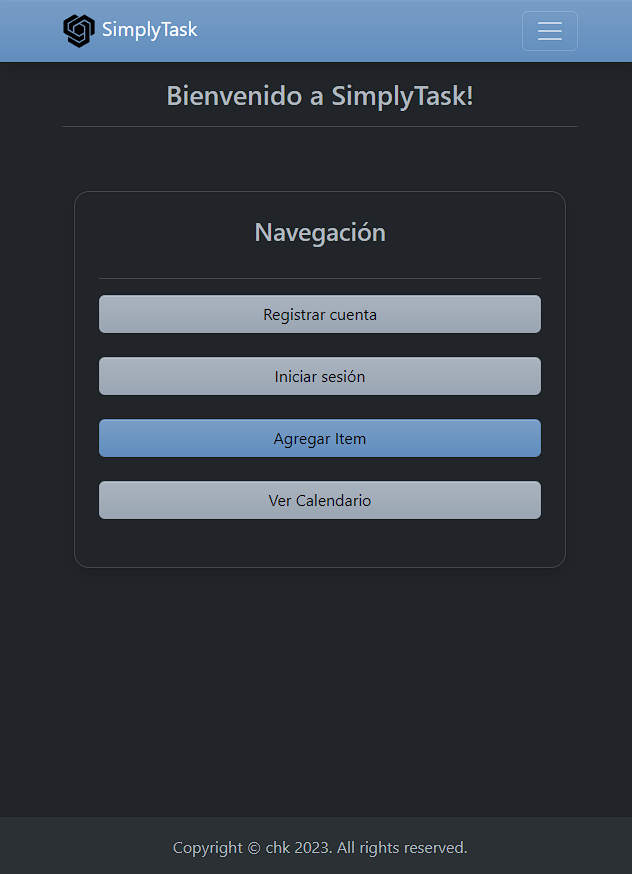 SimplyTask
Bienvenido a SimplyTask!
Navegación
Registrar cuenta
Iniciar sesión
Agregar Item
Ver Calendario
Copyright © chk 2023. All rights reserved.